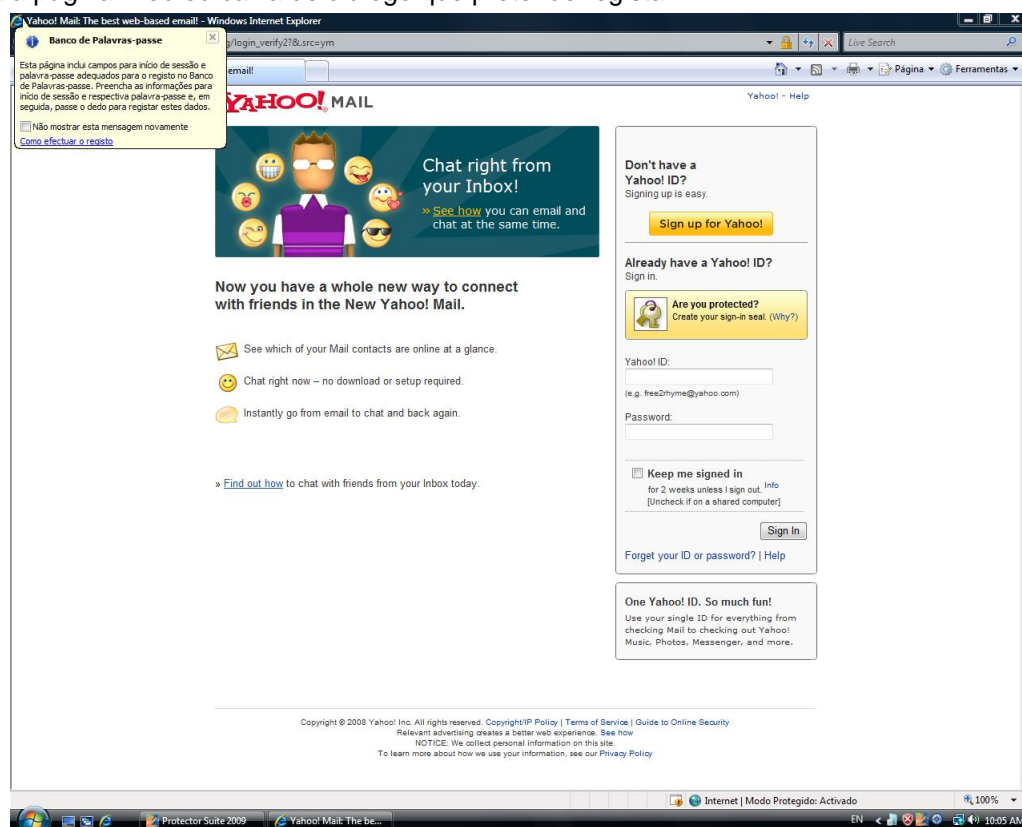 Yahoo! Mail: The best web-based email! - Windows Internet Explorer
Banco de Palavras-passe
Esta página inclui campos para início de sessão e
palavra-passe adequados para o registo no Banco
de Palavras-passe. Preencha as informações para
início de sessão e respectiva palavra-passe e, em
seguida, passe o dedo para registar estes dados.
Não mostrar esta mensagem novamente
Como efectuar o registo
g/login_verify2?&.src=ym
Live Search
email!
Página
Ferramentas
YAHOO! MAIL
Yahoo! - Help
Chat right from
your Inbox!
» See how you can email and
chat at the same time.
Now you have a whole new way to connect
with friends in the New Yahoo! Mail.
See which of your Mail contacts are online at a glance.
Chat right now – no download or setup required.
Instantly go from email to chat and back again.
» Find out how to chat with friends from your Inbox today.
Don't have a
Yahoo! ID?
Signing up is easy.
Sign up for Yahoo!
Already have a Yahoo! ID?
Sign in.
Are you protected?
Create your sign-in seal. (Why?)
Yahoo! ID:
(e.g. free2rhyme@yahoo.com)
Password:
Keep me signed in
for 2 weeks unless I sign out. Info
[Uncheck if on a shared computer]
Sign In
Forget your ID or password? | Help
One Yahoo! ID. So much fun!
Use your single ID for everything from
checking Mail to checking out Yahoo!
Music, Photos, Messenger, and more.
Copyright © 2008 Yahoo! Inc. All rights reserved. Copyright/IP Policy | Terms of Service | Guide to Online Security
Relevant advertising creates a better web experience. See how
NOTICE: We collect personal information on this site.
To learn more about how we use your information, see our Privacy Policy
Internet | Modo Protegido: Activado
100%
Protector Suite 2009
Yahoo! Mail: The be...
EN
10:05 AM